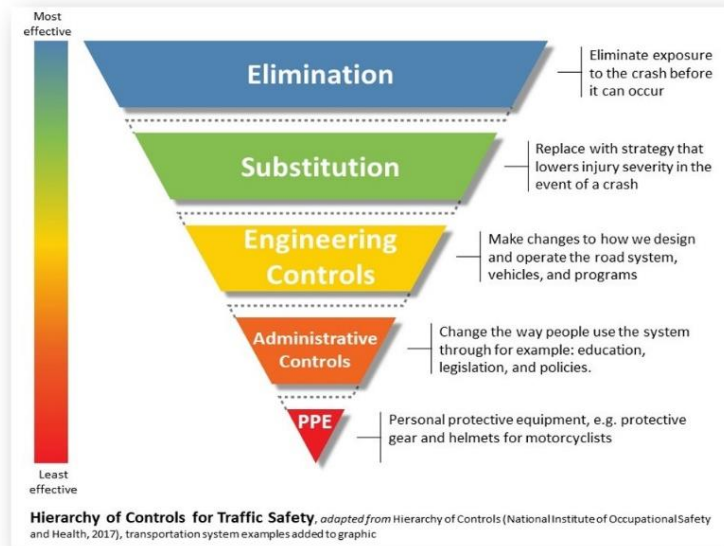 Most
effective
Elimination
Eliminate exposure
to the crash before
it can occur
Substitution
Replace with strategy that
lowers injury severity in the
event of a crash
Engineering
Controls
Make changes to how we design
and operate the road system,
vehicles, and programs
Administrative
Controls
Change the way people use the system
through for example: education,
legislation, and policies.
PPE
Personal protective equipment, e.g. protective
gear and helmets for motorcyclists
Least
effective
Hierarchy of Controls for Traffic Safety, adapted from Hierarchy of Controls (National Institute of Occupational Safety
and Health, 2017), transportation system examples added to graphic